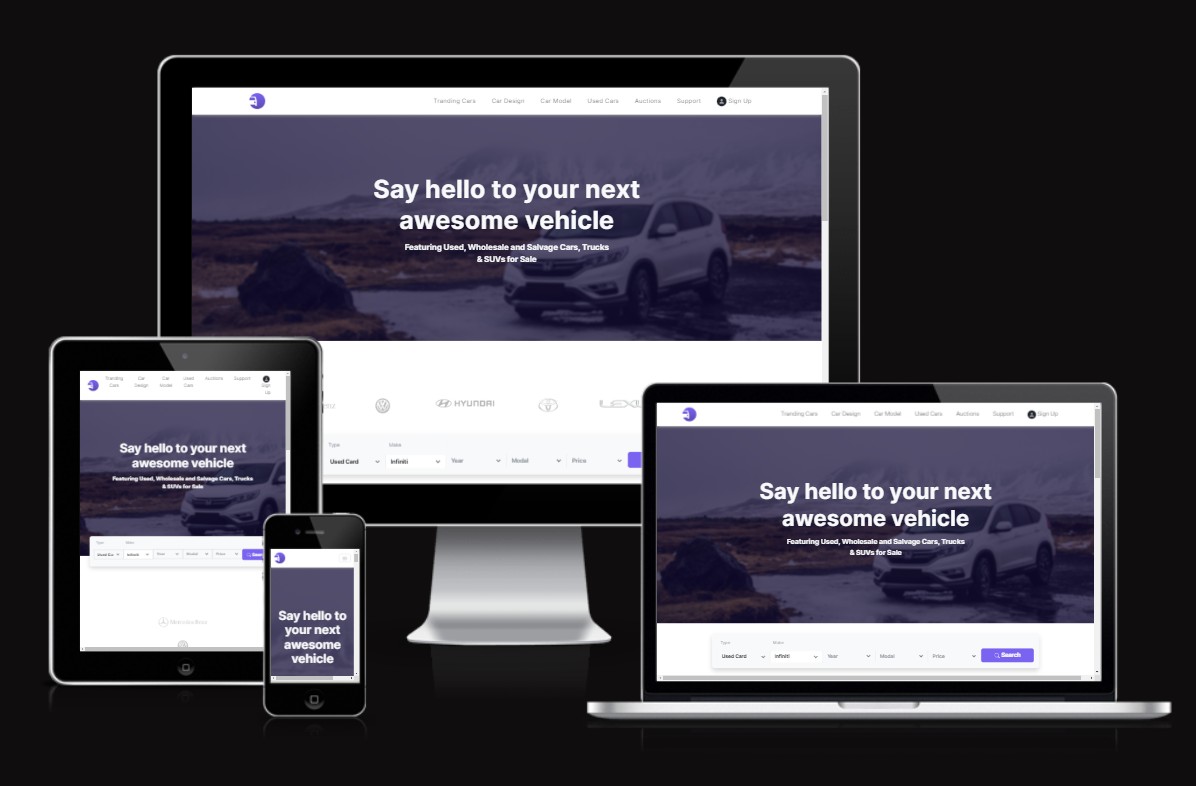 Tranding Cars Car Design Car Model Used Cars Auctions Support Sign Up
Say hello to your next
awesome vehicle
Featuring Used, Wholesale and Salvage Cars, Trucks
& SUVs for Sale
HYUNDAI
Type Make
Used Card Infiniti Year Model Price
Tranding Car Car Used Auctions Support
Cars Design Model Cars Sign
Up
Say hello to your next
awesome vehicle
Featuring Used, Wholesale and Salvage Cars, Trucks
& SUVs for Sale
Type Make
Used Car Infiniti Year Model Price
Mercedes-Benz
Say hello to
your next
awesome
vehicle
Tranding Cars Car Design Car Model Used Cars Auctions Support Sign Up
Say hello to your next
awesome vehicle
Featuring Used, Wholesale and Salvage Cars, Trucks
& SUVs for Sale
Type Make
Used Card Infiniti Year Model Price Search